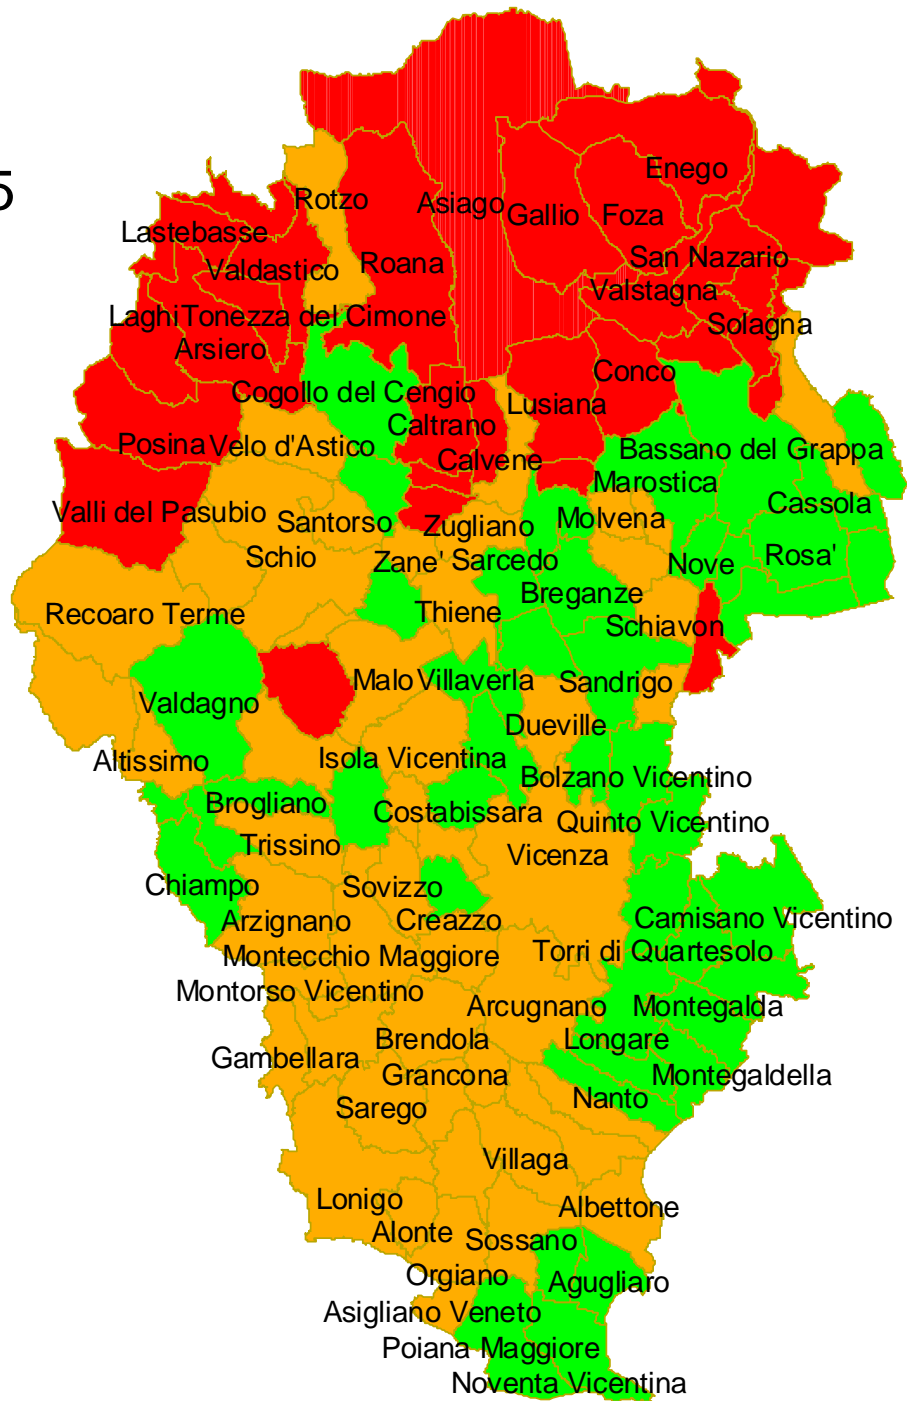 5
Enego
Rotzo
Asiago
Gallio
Foza
Lastebasse
San Nazario
Valdastico
Roana
Valstagna
Laghi
Tonezza del Cimone
Solagna
Arsiero
Conco
Cogollo del Cengio
Lusiana
Caltrano
Posina
Velo d'Astico
Bassano del Grappa
Calvene
Marostica
Cassola
Valli del Pasubio
Santorso
Zugliano
Molvena
Schio
Zane'
Sarcedo
Nove
Rosa'
Breganze
Recoaro Terme
Thiene
Schiavon
Malo
Villaverla
Sandrigo
Valdagno
Dueville
Altissimo
Isola Vicentina
Bolzano Vicentino
Brogliano
Costabissara
Quinto Vicentino
Trissino
Vicenza
Chiampo
Sovizzo
Arzignano
Creazzo
Camisano Vicentino
Montecchio Maggiore
Torri di Quartesolo
Montorso Vicentino
Arcugnano
Montegalda
Brendola
Longare
Gambellara
Grancona
Montegaldella
Sarego
Nanto
Villaga
Lonigo
Albettone
Alonte
Sossano
Orgiano
Agugliaro
Asigliano Veneto
Poiana Maggiore
Noventa Vicentina